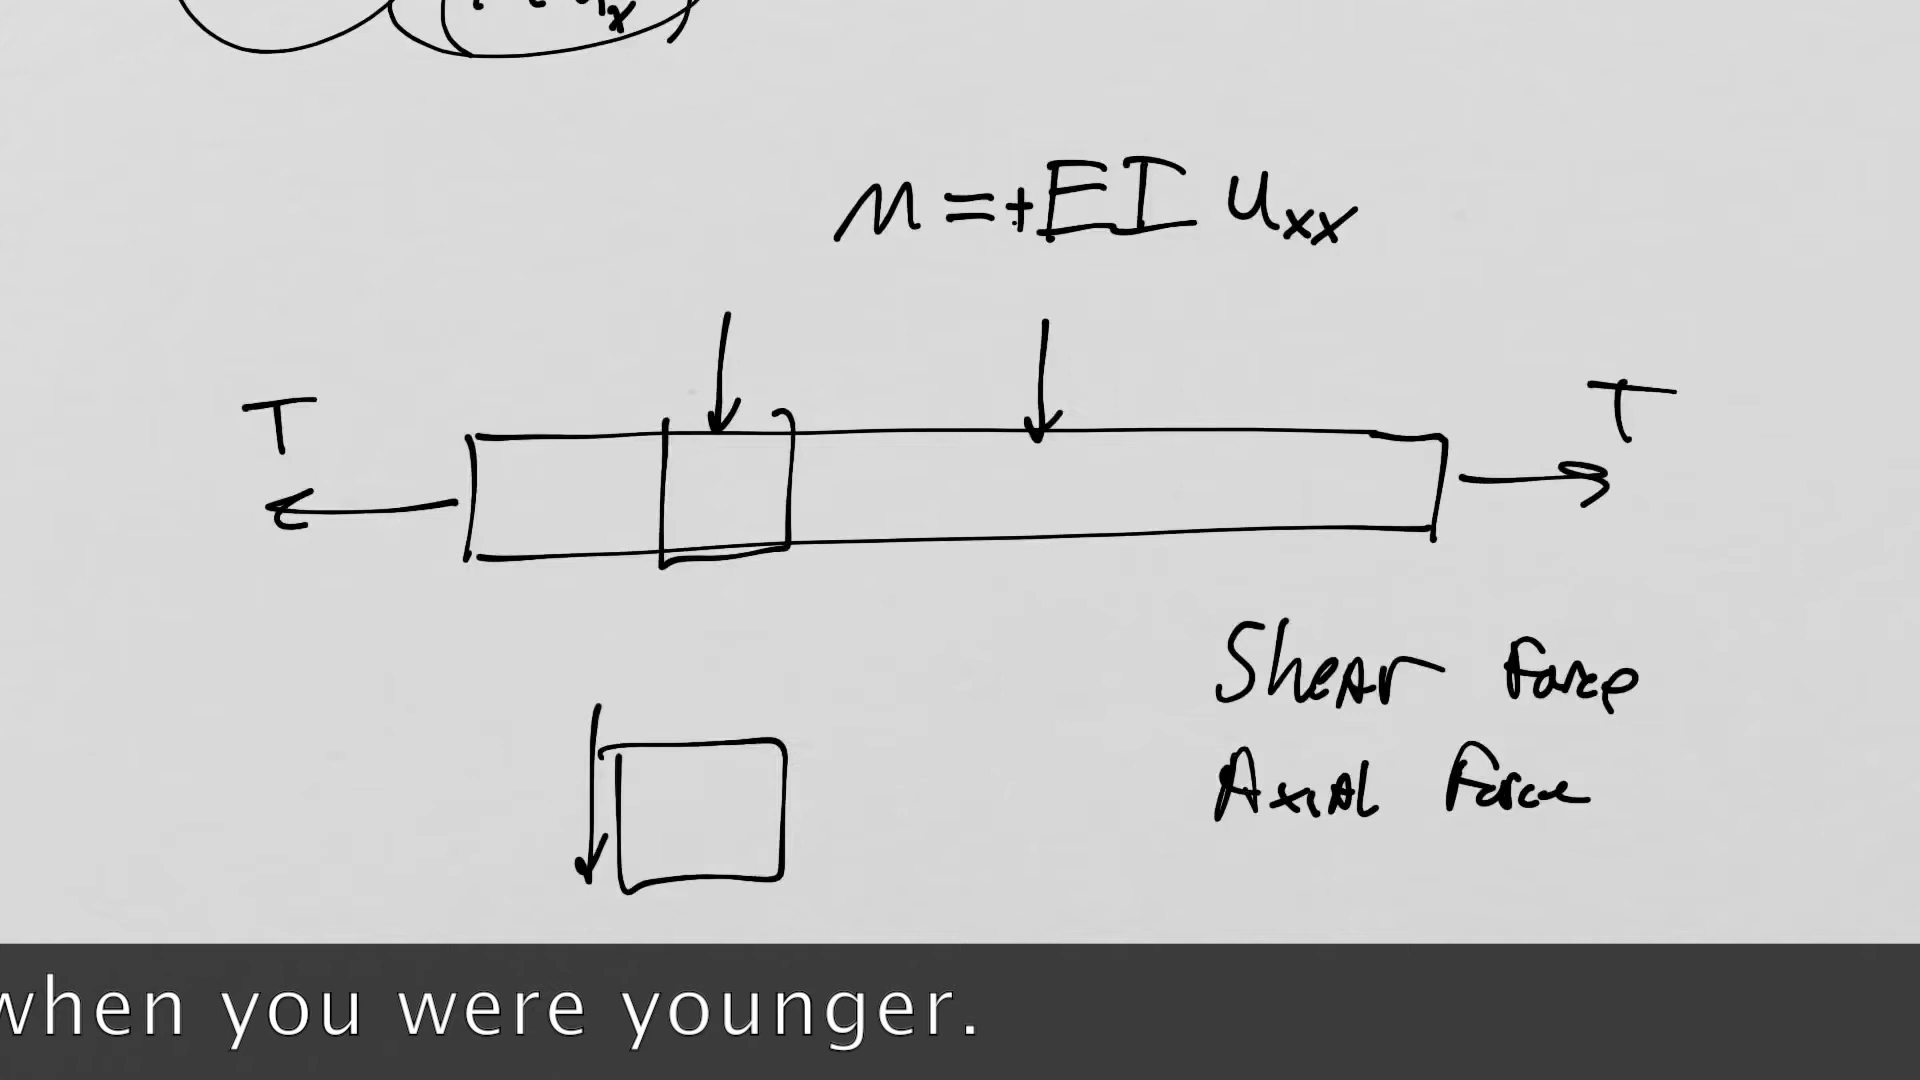 M = +EI uxx
T
T
Shear Force
Axial Force
when you were younger.